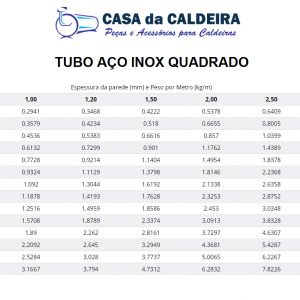 CASA da CALDEIRA
Peças e Acessórios para Caldeiras
TUBO AÇO INOX QUADRADO
Espessura da parede (mm) e Peso por Metro (kg/m)
1,00 1,20 1,50 2,00 2,50
0.2941 0.3468 0.4222 0.5378 0.6409
0.3579 0.4234 0.518 0.6655 0.8005
0.4536 0.5383 0.6616 0.857 1.0399
0.6132 0.7299 0.901 1.1762 1.4389
0.7728 0.9214 1.1404 1.4954 1.8378
0.9324 1.1129 1.3798 1.8146 2.2368
1.092 1.3044 1.6192 2.1338 2.6358
1.1878 1.4193 1.7628 2.3253 2.8752
1.2516 1.4959 1.8586 2.453 3.0348
1.5708 1.8789 2.3374 3.0913 3.8328
1.89 2.262 2.8161 3.7297 4.6307
2.2092 2.645 3.2949 4.3681 5.4287
2.5284 3.028 3.7737 5.0065 6.2267
3.1667 3.794 4.7312 6.2832 7.8226